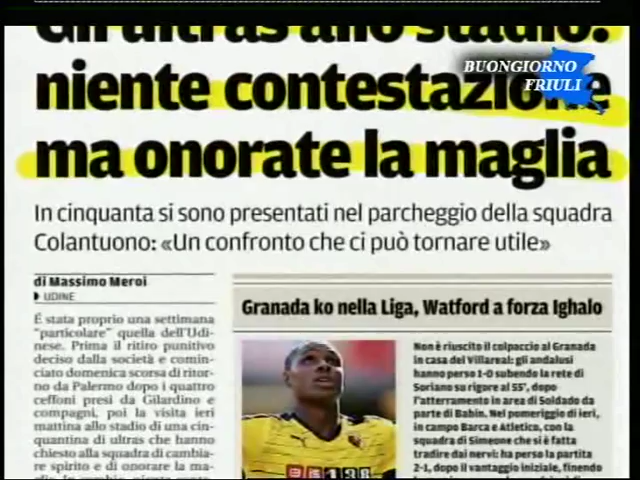 Gli ultras allo stadio:
niente contestazione
ma onorate la maglia
BUONGIORNO
FRIULI
In cinquanta si sono presentati nel parcheggio della squadra
Colantuono: «Un confronto che ci può tornare utile»
di Massimo Meroi
UDINE
È stata proprio una settimana
"particolare" quella dell'Udi-
nese. Prima il ritiro punitivo
deciso dalla società e comin-
ciato domenica scorsa di ritor-
no da Palermo dopo i quattro
ceffoni presi da Gilardino e
compagni, poi la visita ieri
mattina allo stadio di una cin-
quantina di ultras che hanno
chiesto alla squadra di cambia-
re spirito e di onorare la ma-
Granada ko nella Liga, Watford a forza Ighalo
Non è riuscito il colpaccio al Granada
in casa del Villareal: gli andalusi
hanno perso 1-0 subendo la rete di
Soriano su rigore al 55', dopo
l'atterramento in area di Soldado da
parte di Babin. Nel pomeriggio di ieri,
in campo Barca e Atletico, con la
squadra di Simeone che si è fatta
tradire dai nervi: ha perso la partita
2-1, dopo il vantaggio iniziale, finendo
138